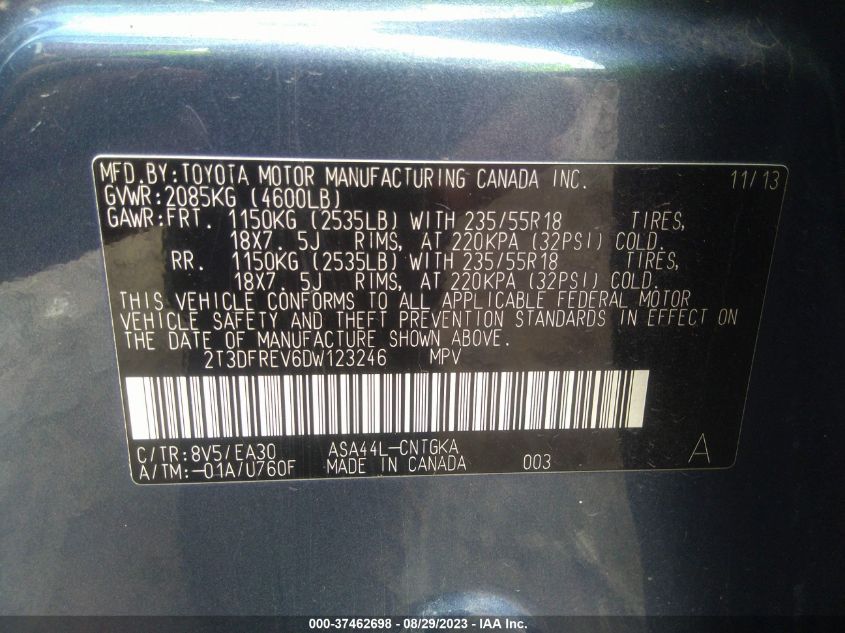 MFD.BY:TOYOTA MOTOR MANUFACTURING CANADA INC. 11/13
GVWR:2085KG (4600LB)
GAWR:FRT. 1150KG (2535LB) WITH 235/55R18 TIRES,
18X7. 5J RIMS, AT 220KPA (32PSI) COLD.
RR. 1150KG (2535LB) WITH 235/55R18 TIRES,
18X7. 5J RIMS, AT 220KPA (32PSI) COLD.
THIS VEHICLE CONFORMS TO ALL APPLICABLE FEDERAL MOTOR
VEHICLE SAFETY AND THEFT PREVENTION STANDARDS IN EFFECT ON
THE DATE OF MANUFACTURE SHOWN ABOVE.
2T3DFREV6DW123246 MPV
C/TR:8V5/EA30 ASA44L-CNTGKA
A/TM:-01A/U760F MADE IN CANADA 003 A
000-37462698 - 08/29/2023 - IAA Inc.